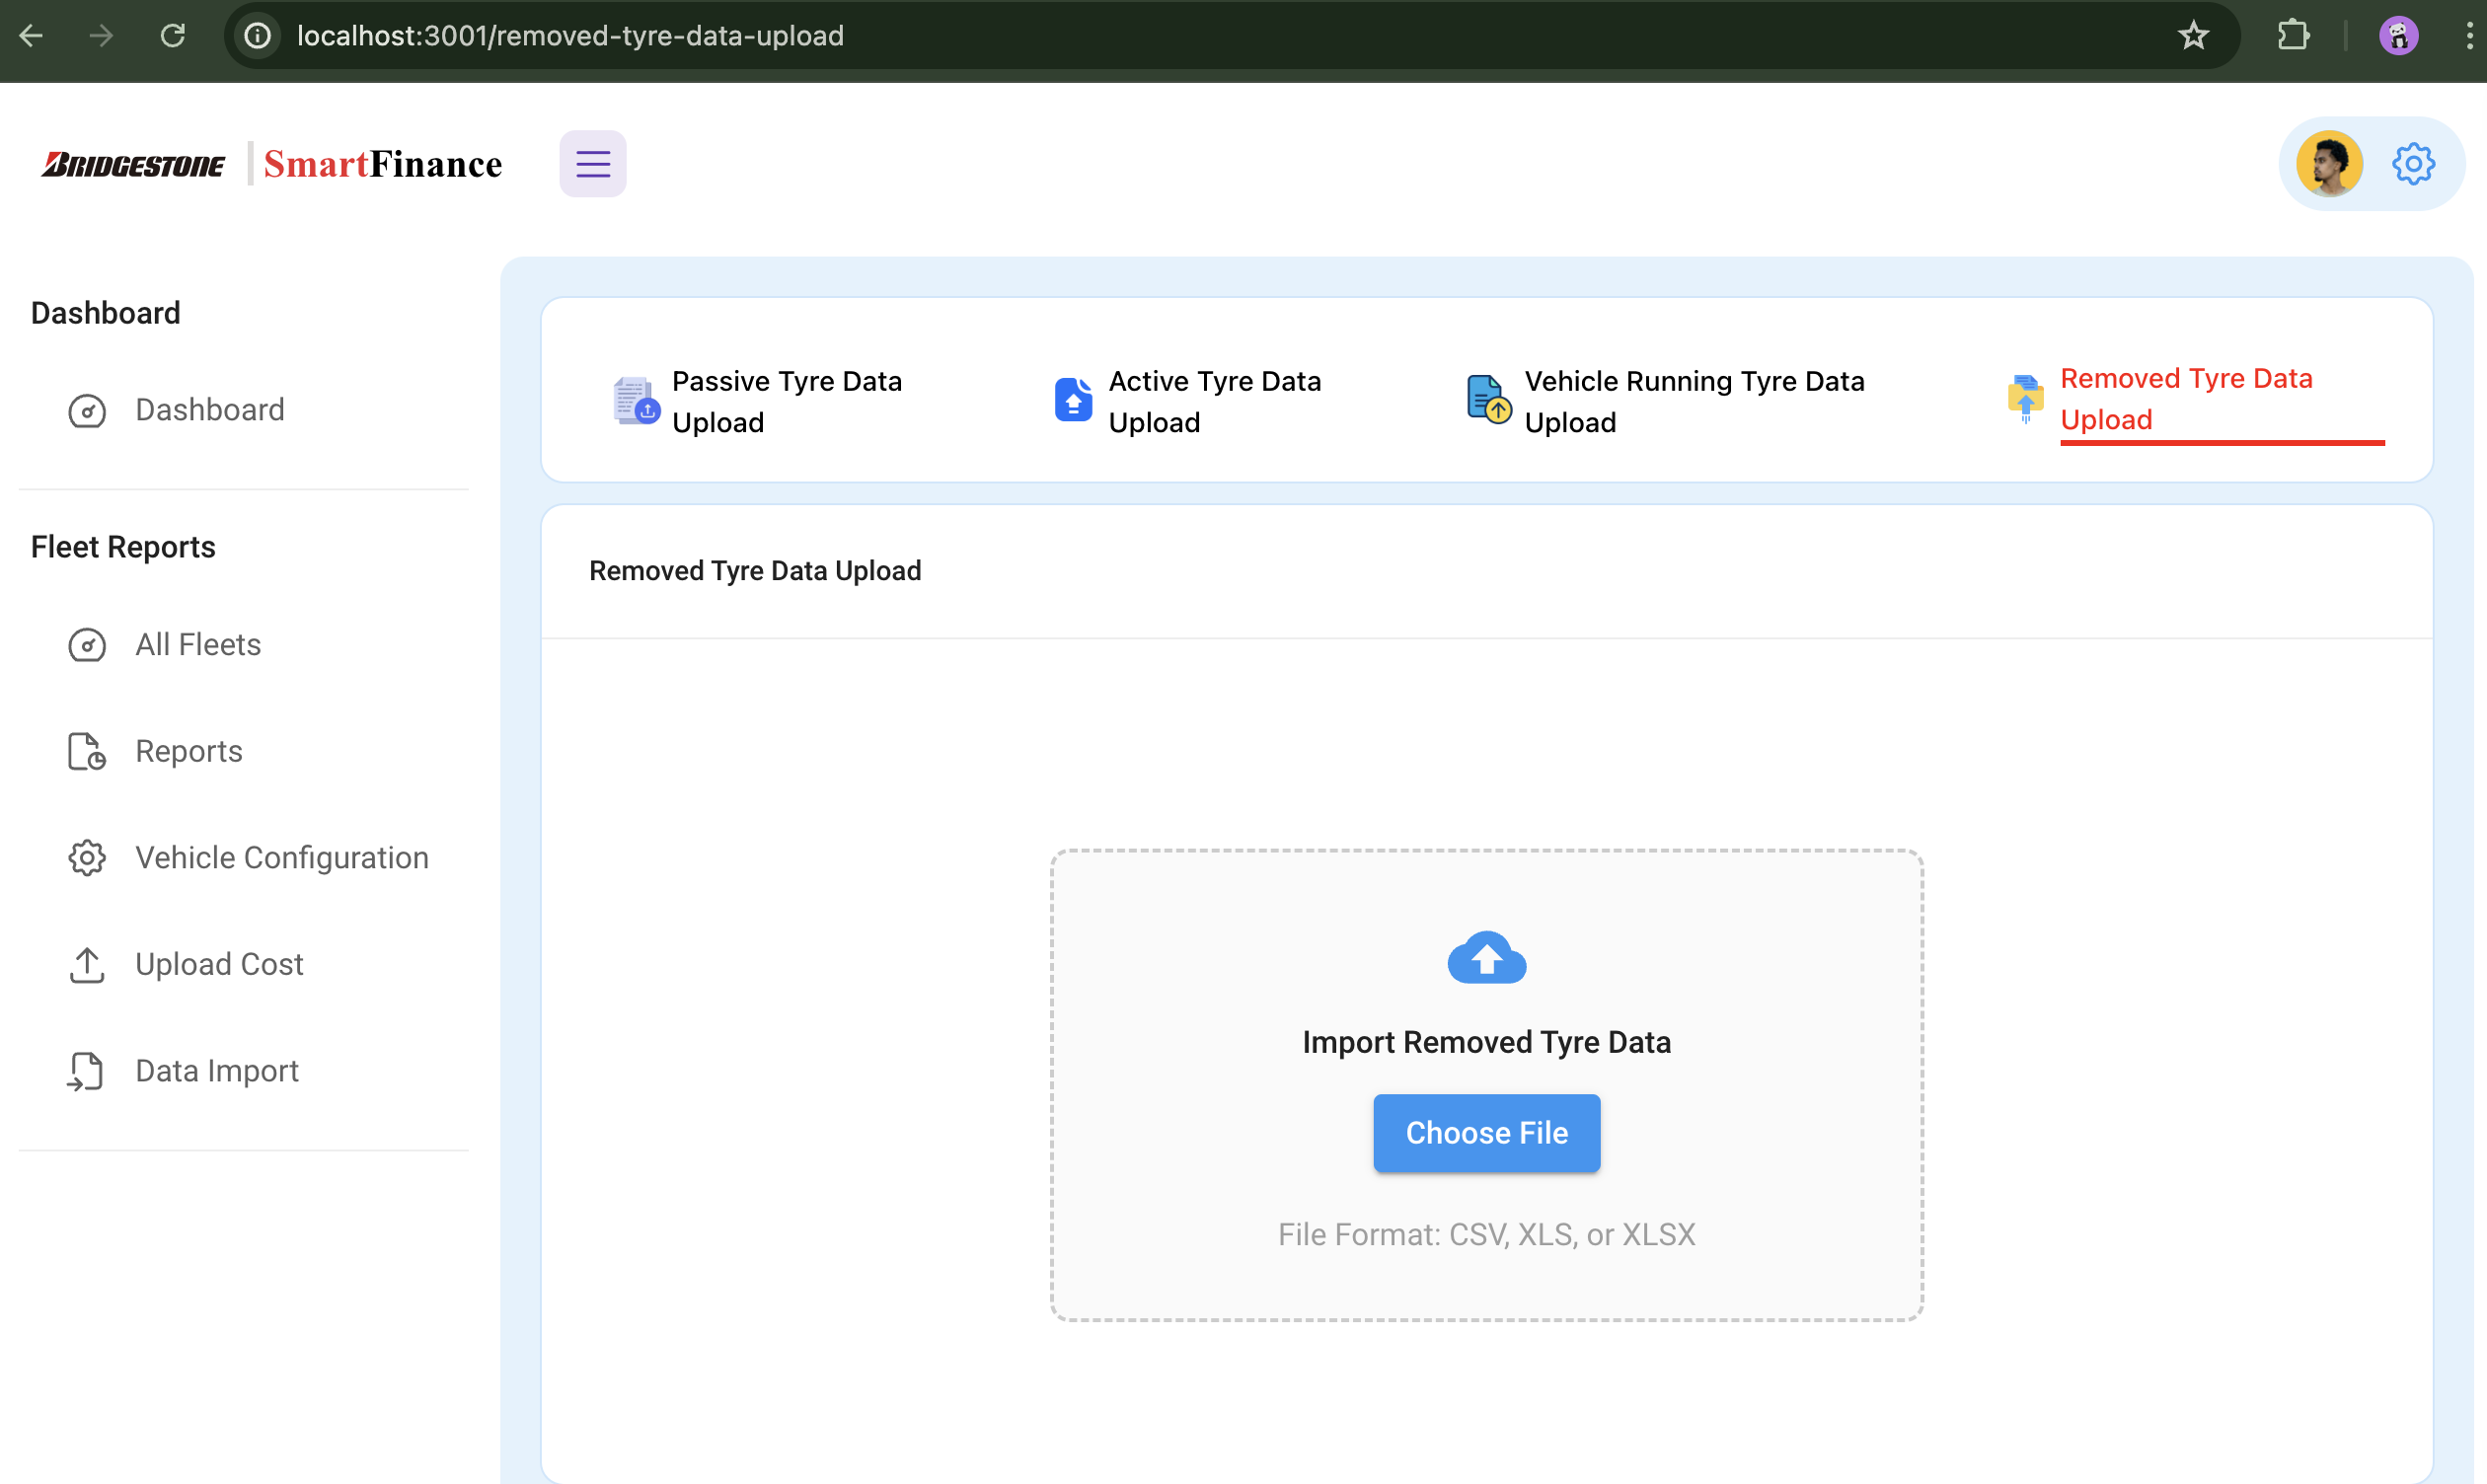 localhost:3001/removed-tyre-data-upload
BRIDGESTONE SmartFinance
Dashboard
Dashboard
Fleet Reports
All Fleets
Reports
Vehicle Configuration
Upload Cost
Data Import
Passive Tyre Data
Upload
Active Tyre Data
Upload
Vehicle Running Tyre Data
Upload
Removed Tyre Data
Upload
Removed Tyre Data Upload
Import Removed Tyre Data
Choose File
File Format: CSV, XLS, or XLSX